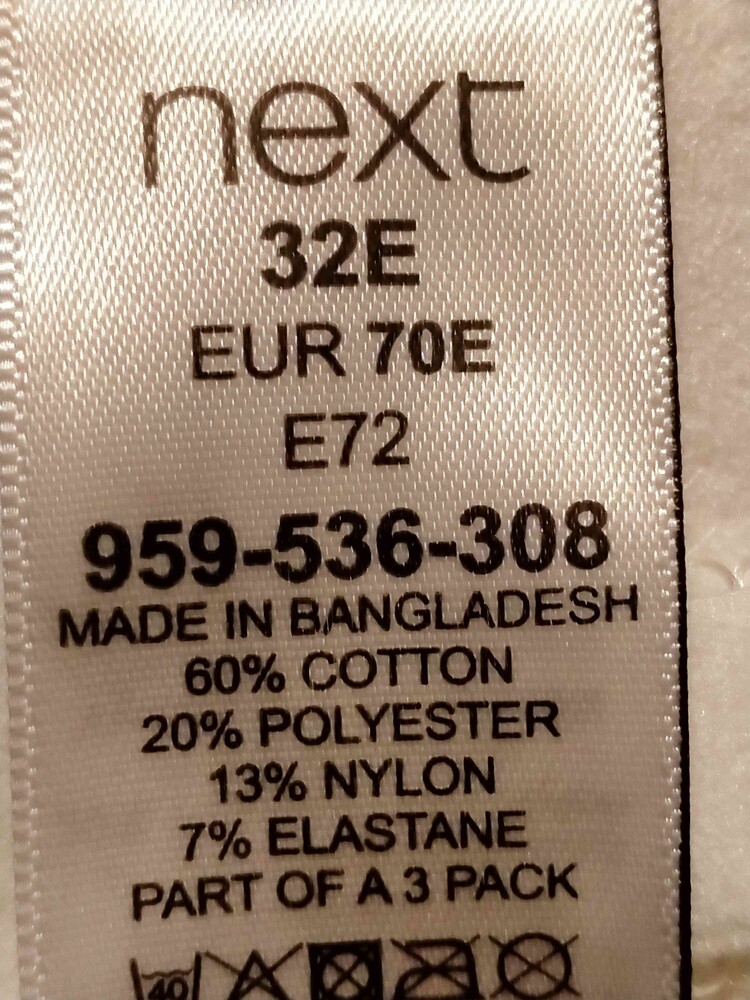 next
32E
EUR 70E
E72
959-536-308
MADE IN BANGLADESH
60% COTTON
20% POLYESTER
13% NYLON
7% ELASTANE
PART OF A 3 PACK
40